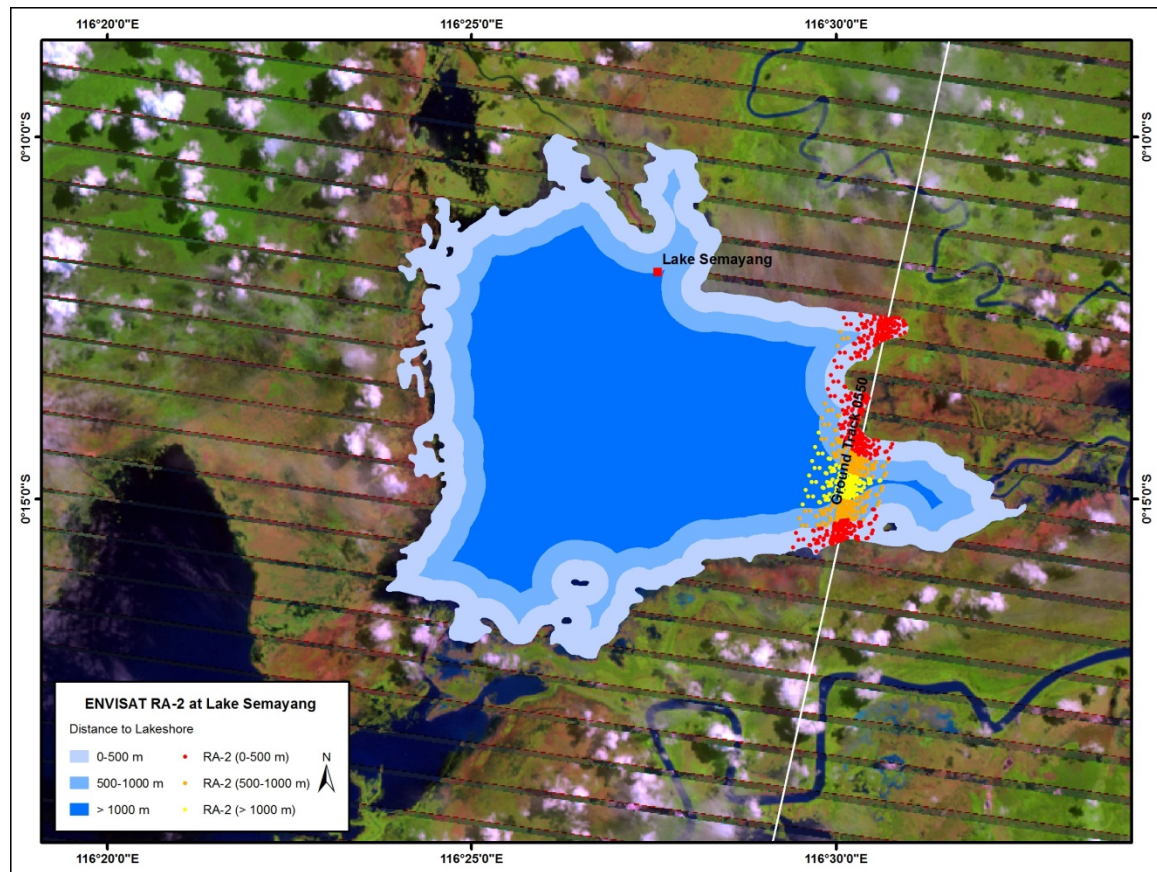 116°20'0"E
116°25'0"E
116°30'0"E
0°10'0"S
0°10'0"S
Lake Semayang
Ground Track 0550
0°15'0"S
0°15'0"S
ENVISAT RA-2 at Lake Semayang
Distance to Lakeshore
0-500 m
RA-2 (0-500 m)
N
500-1000 m
RA-2 (500-1000 m)
> 1000 m
RA-2 (> 1000 m)
116°20'0"E
116°25'0"E
116°30'0"E